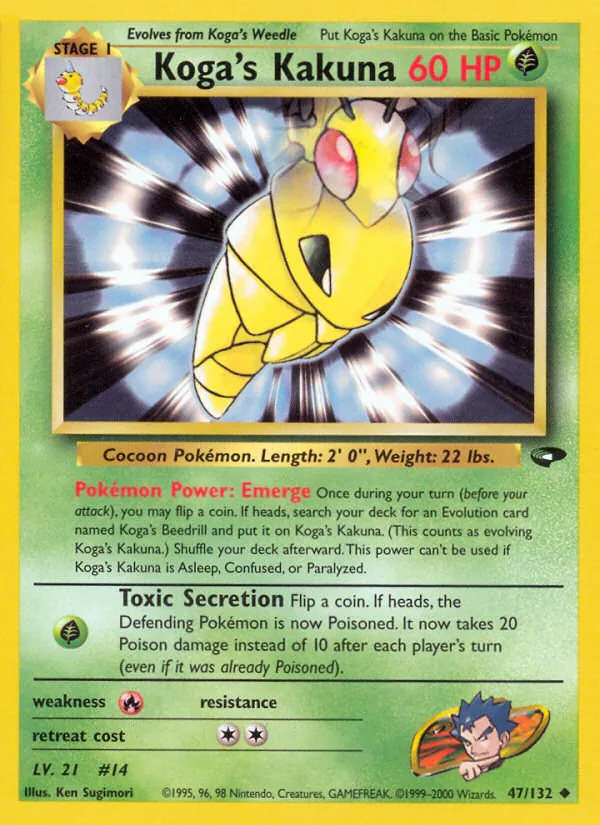 Evolves from Koga's Weedle Put Koga's Kakuna on the Basic Pokémon
STAGE 1
Koga's Kakuna 60 HP
Cocoon Pokémon. Length: 2' 0", Weight: 22 lbs.
Pokémon Power: Emerge Once during your turn (before your
attack), you may flip a coin. If heads, search your deck for an Evolution card
named Koga's Beedrill and put it on Koga's Kakuna. (This counts as evolving
Koga's Kakuna.) Shuffle your deck afterward. This power can't be used if
Koga's Kakuna is Asleep, Confused, or Paralyzed.
Toxic Secretion Flip a coin. If heads, the
Defending Pokémon is now Poisoned. It now takes 20
Poison damage instead of 10 after each player's turn
(even if it was already Poisoned).
weakness resistance
retreat cost
LV. 21 #14
Illus. Ken Sugimori ©1995, 96, 98 Nintendo, Creatures, GAMEFREAK. ©1999-2000 Wizards. 47/132 ◆